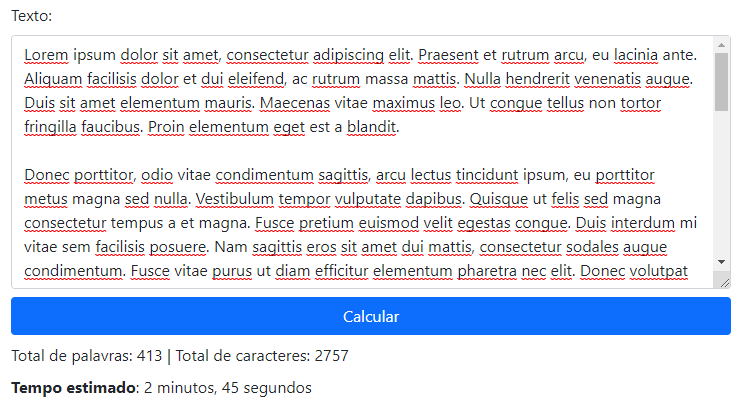 Texto:
Lorem ipsum dolor sit amet, consectetur adipiscing elit. Praesent et rutrum arcu, eu lacinia ante.
Aliquam facilisis dolor et dui eleifend, ac rutrum massa mattis. Nulla hendrerit venenatis augue.
Duis sit amet elementum mauris. Maecenas vitae maximus leo. Ut congue tellus non tortor
fringilla faucibus. Proin elementum eget est a blandit.
Donec porttitor, odio vitae condimentum sagittis, arcu lectus tincidunt ipsum, eu porttitor
metus magna sed nulla. Vestibulum tempor vulputate dapibus. Quisque ut felis sed magna
consectetur tempus a et magna. Fusce pretium euismod velit egestas congue. Duis interdum mi
vitae sem facilisis posuere. Nam sagittis eros sit amet dui mattis, consectetur sodales augue
condimentum. Fusce vitae purus ut diam efficitur elementum pharetra nec elit. Donec volutpat
Calcular
Total de palavras: 413 | Total de caracteres: 2757
Tempo estimado: 2 minutos, 45 segundos